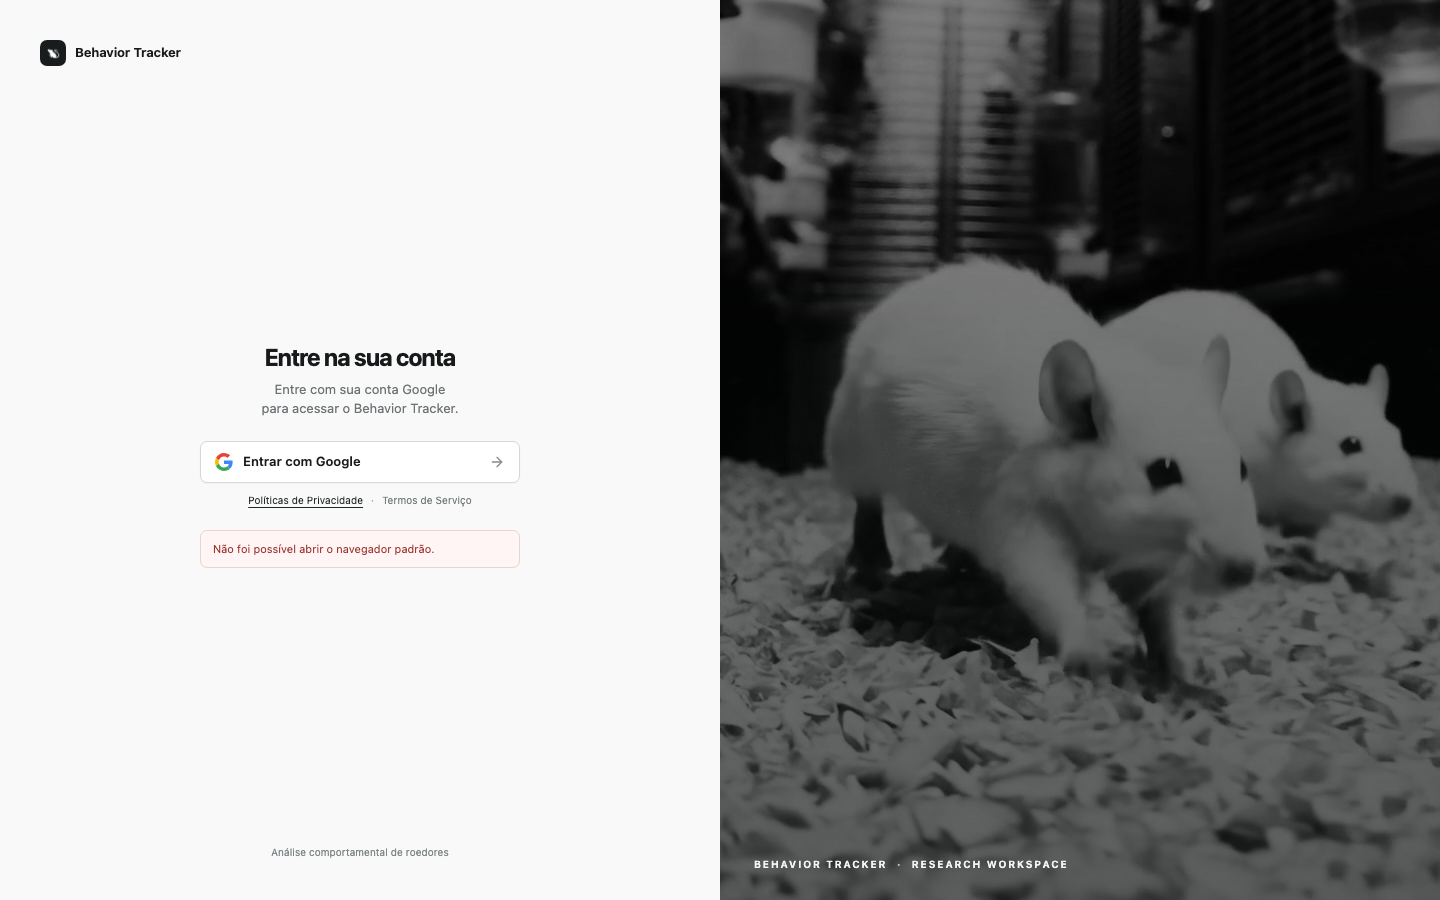 Behavior Tracker
Entre na sua conta
Entre com sua conta Google
para acessar o Behavior Tracker.
Entrar com Google
Políticas de Privacidade · Termos de Serviço
Não foi possível abrir o navegador padrão.
Análise comportamental de roedores
BEHAVIOR TRACKER · RESEARCH WORKSPACE